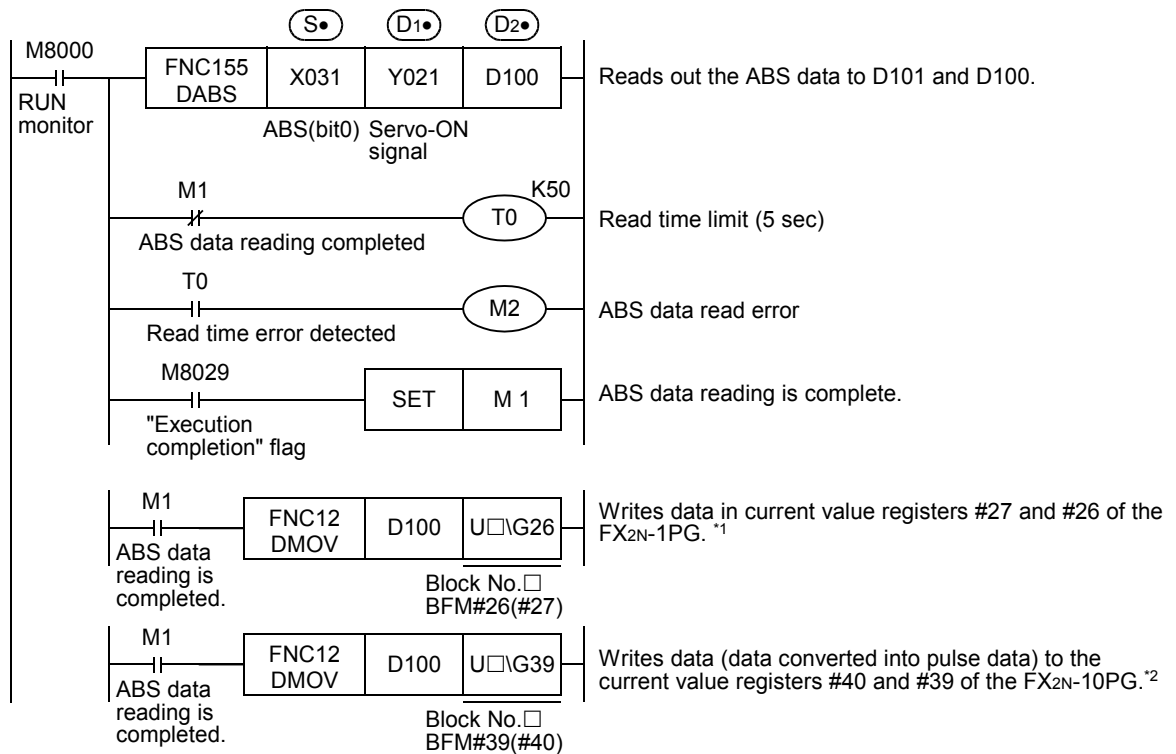 S• D1• D2•
M8000
FNC155
DABS
X031
Y021
D100
Reads out the ABS data to D101 and D100.
RUN
monitor
ABS(bit0)
Servo-ON
signal
M1
K50
T0
Read time limit (5 sec)
ABS data reading completed
T0
M2
ABS data read error
Read time error detected
M8029
SET
M 1
ABS data reading is complete.
"Execution
completion" flag
M1
FNC12
DMOV
D100
U□\G26
Writes data in current value registers #27 and #26 of the
FX2N-1PG. *1
ABS data
reading is
completed.
Block No.□
BFM#26(#27)
M1
FNC12
DMOV
D100
U□\G39
Writes data (data converted into pulse data) to the
current value registers #40 and #39 of the FX2N-10PG.*2
ABS data
reading is
completed.
Block No.□
BFM#39(#40)